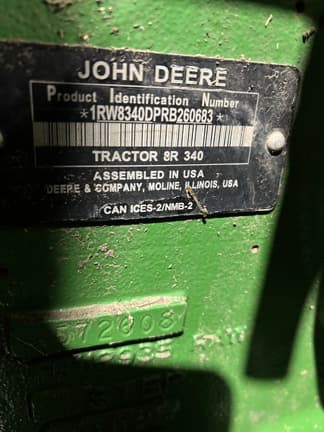 JOHN DEERE
Product Identification Number
*1RW8340DPRB260683*
TRACTOR 8R 340
ASSEMBLED IN USA
DEERE & COMPANY, MOLINE, ILLINOIS, USA
CAN ICES-2/NMB-2
572608